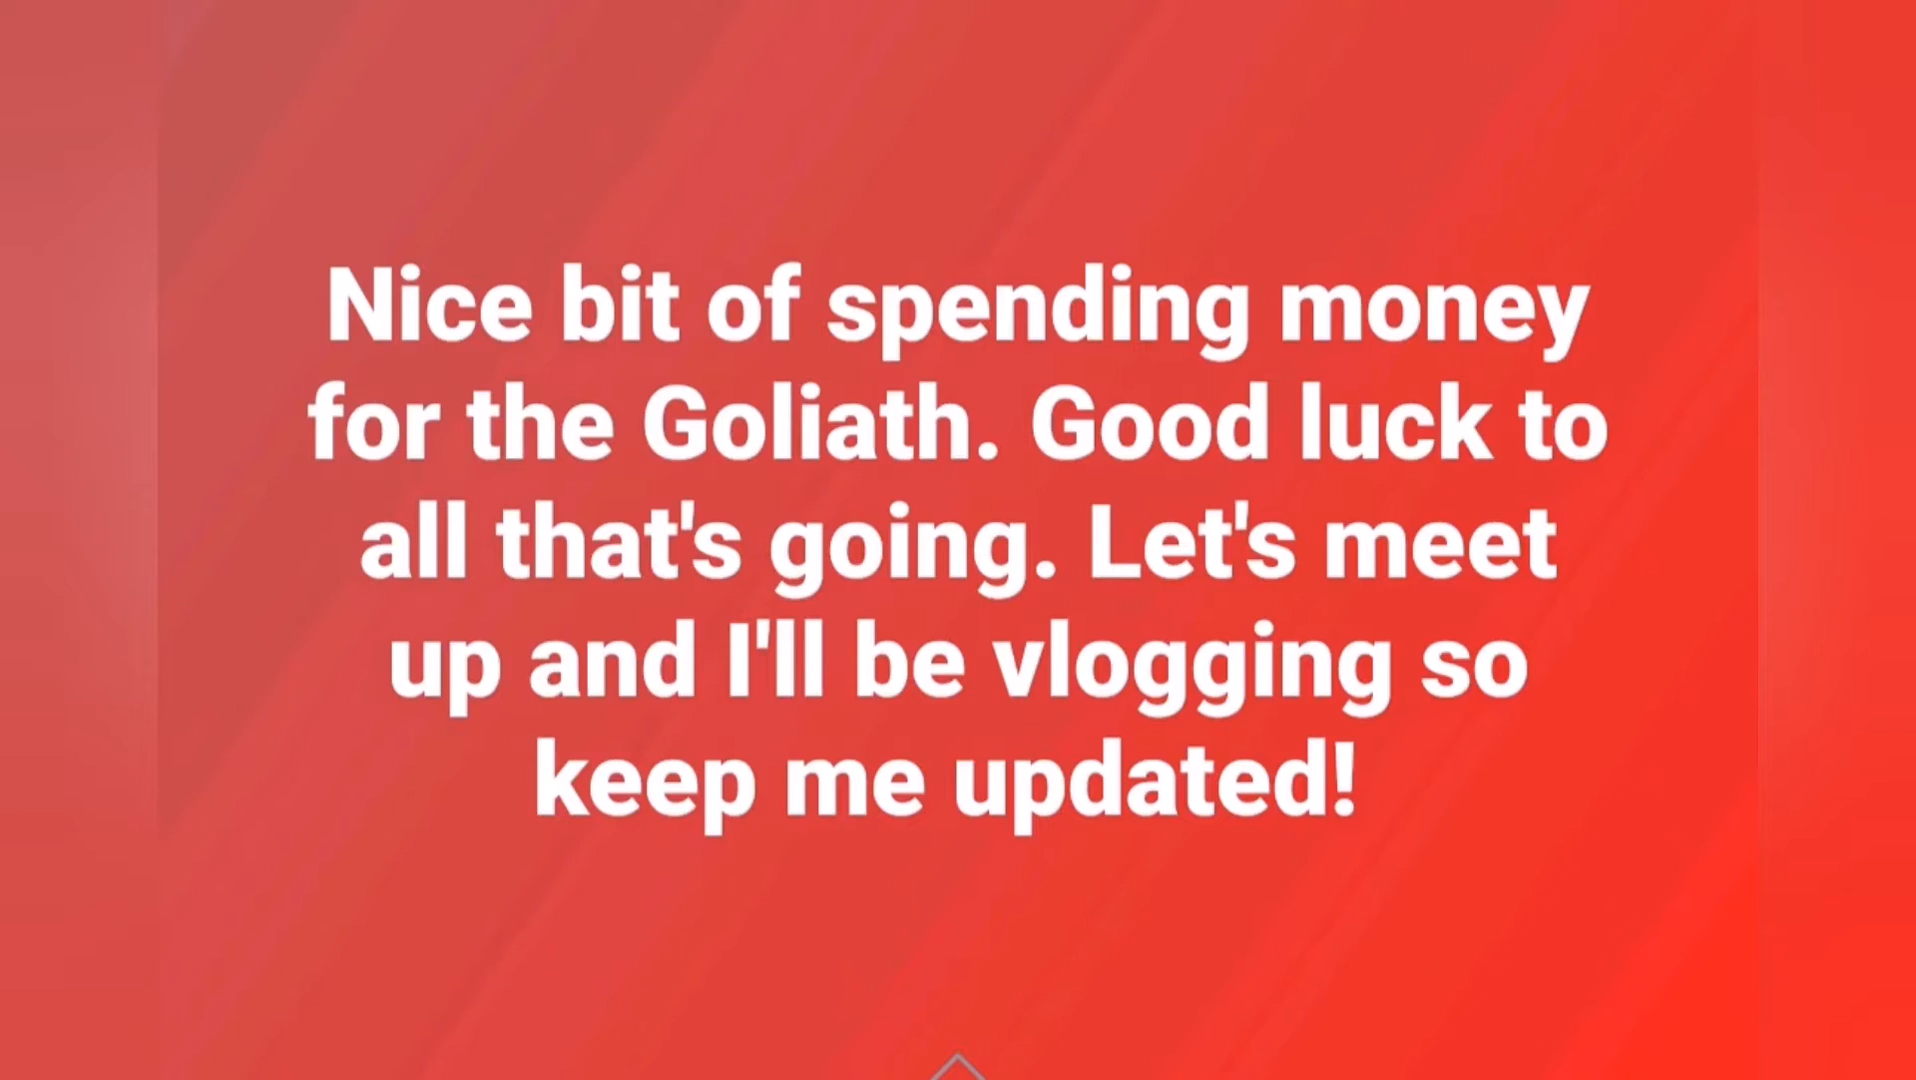 Nice bit of spending money
for the Goliath. Good luck to
all that's going. Let's meet
up and I'll be vlogging so
keep me updated!